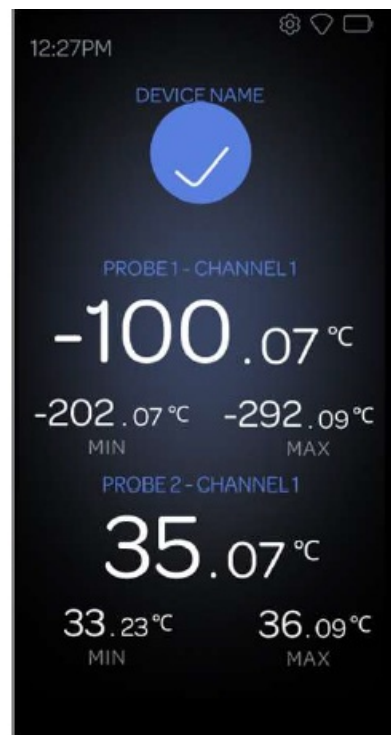 12:27PM
DEVICE NAME
PROBE 1 - CHANNEL 1
-100.07 °C
-202.07 °C -292.09 °C
MIN MAX
PROBE 2 - CHANNEL 1
35.07 °C
33.23 °C 36.09 °C
MIN MAX